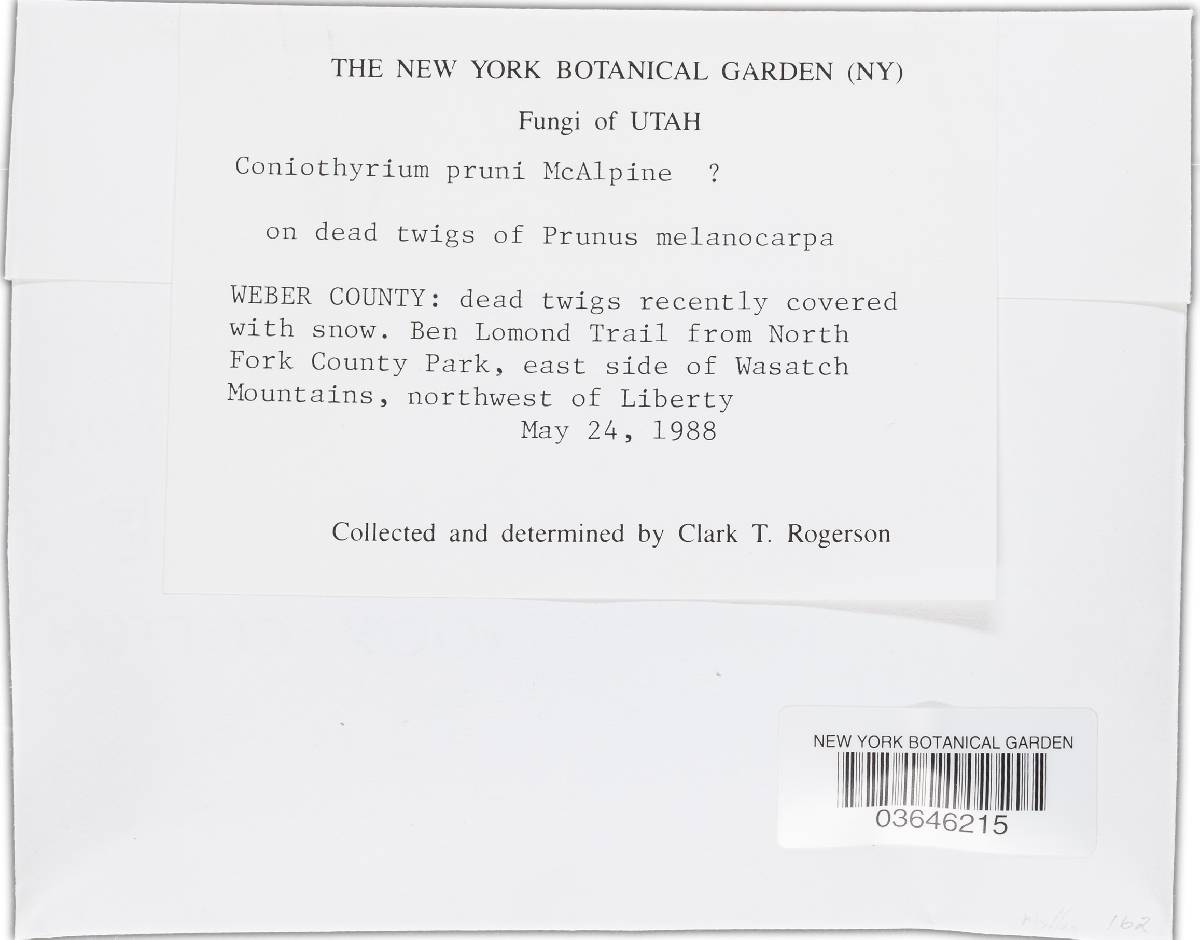 THE NEW YORK BOTANICAL GARDEN (NY)
Fungi of UTAH
Coniothyrium pruni McAlpine ?
on dead twigs of Prunus melanocarpa
WEBER COUNTY: dead twigs recently covered
with snow. Ben Lomond Trail from North
Fork County Park, east side of Wasatch
Mountains, northwest of Liberty
May 24, 1988
Collected and determined by Clark T. Rogerson
NEW YORK BOTANICAL GARDEN
03646215
162